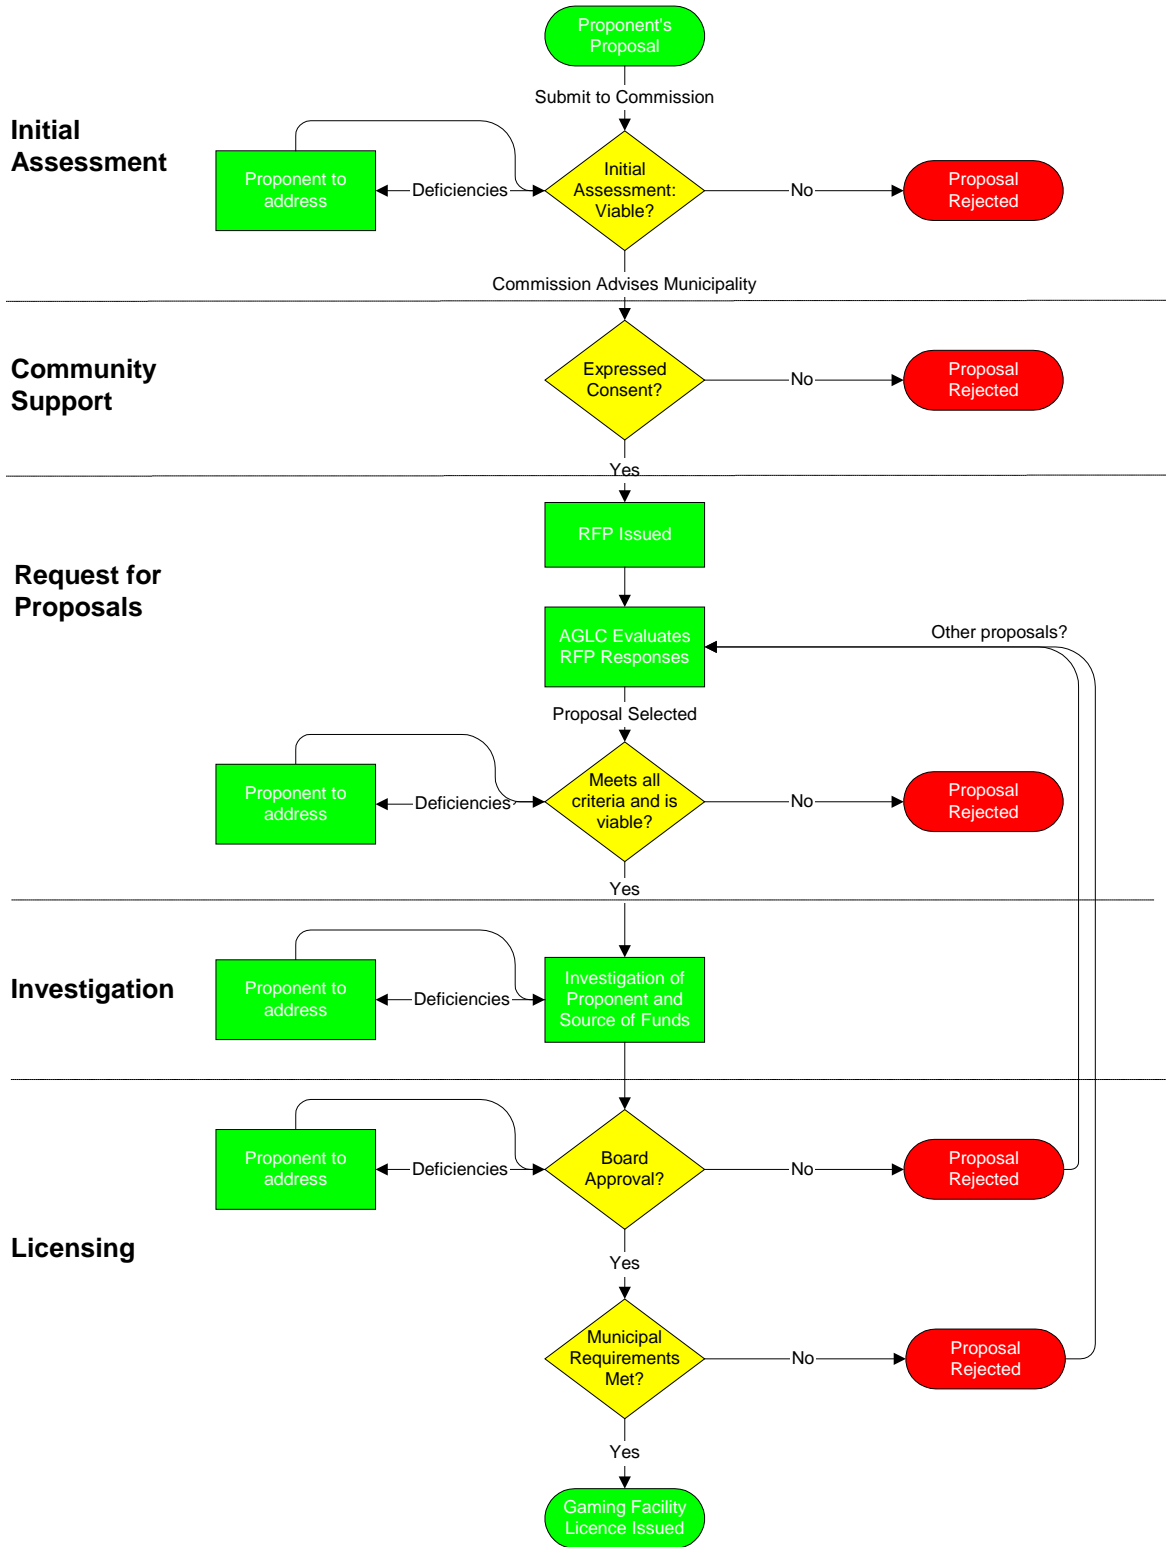 Proponent's
Proposal
Submit to Commission
Initial
Assessment
Proponent to
address
Deficiencies
Initial
Assessment:
Viable?
No
Proposal
Rejected
Commission Advises Municipality
Community
Support
Expressed
Consent?
No
Proposal
Rejected
Yes
RFP Issued
Request for
Proposals
AGLC Evaluates
RFP Responses
Other proposals?
Proposal Selected
Proponent to
address
Deficiencies
Meets all
criteria and is
viable?
No
Proposal
Rejected
Yes
Investigation
Proponent to
address
Deficiencies
Investigation of
Proponent and
Source of Funds
Proponent to
address
Deficiencies
Board
Approval?
No
Proposal
Rejected
Licensing
Yes
Municipal
Requirements
Met?
No
Proposal
Rejected
Yes
Gaming Facility
Licence Issued